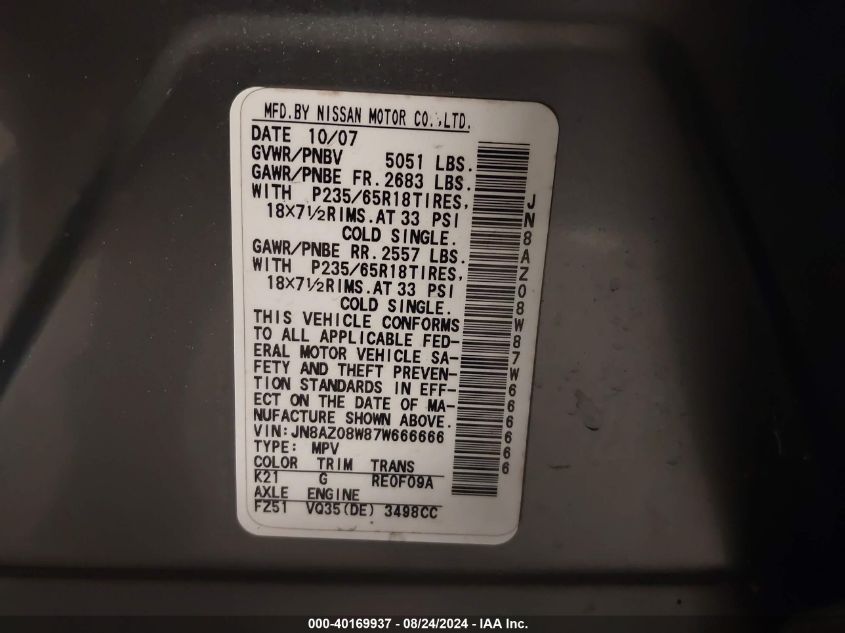 MFD.BY NISSAN MOTOR CO.,LTD.
DATE 10/07
GVWR/PNBV 5051 LBS.
GAWR/PNBE FR. 2683 LBS.
WITH P235/65R18TIRES,
18×7½RIMS.AT 33 PSI
COLD SINGLE.
GAWR/PNBE RR. 2557 LBS.
WITH P235/65R18TIRES,
18×7½RIMS.AT 33 PSI
COLD SINGLE.
THIS VEHICLE CONFORMS
TO ALL APPLICABLE FED-
ERAL MOTOR VEHICLE SA-
FETY AND THEFT PREVEN-
TION STANDARDS IN EFF-
ECT ON THE DATE OF MA-
NUFACTURE SHOWN ABOVE.
VIN:JN8AZ08W87W666666
TYPE: MPV
COLOR TRIM TRANS
K21 G RE0F09A
AXLE ENGINE
FZ51 VQ35(DE) 3498CC
JN8AZ08W87W666666
000-40169937 - 08/24/2024 - IAA Inc.